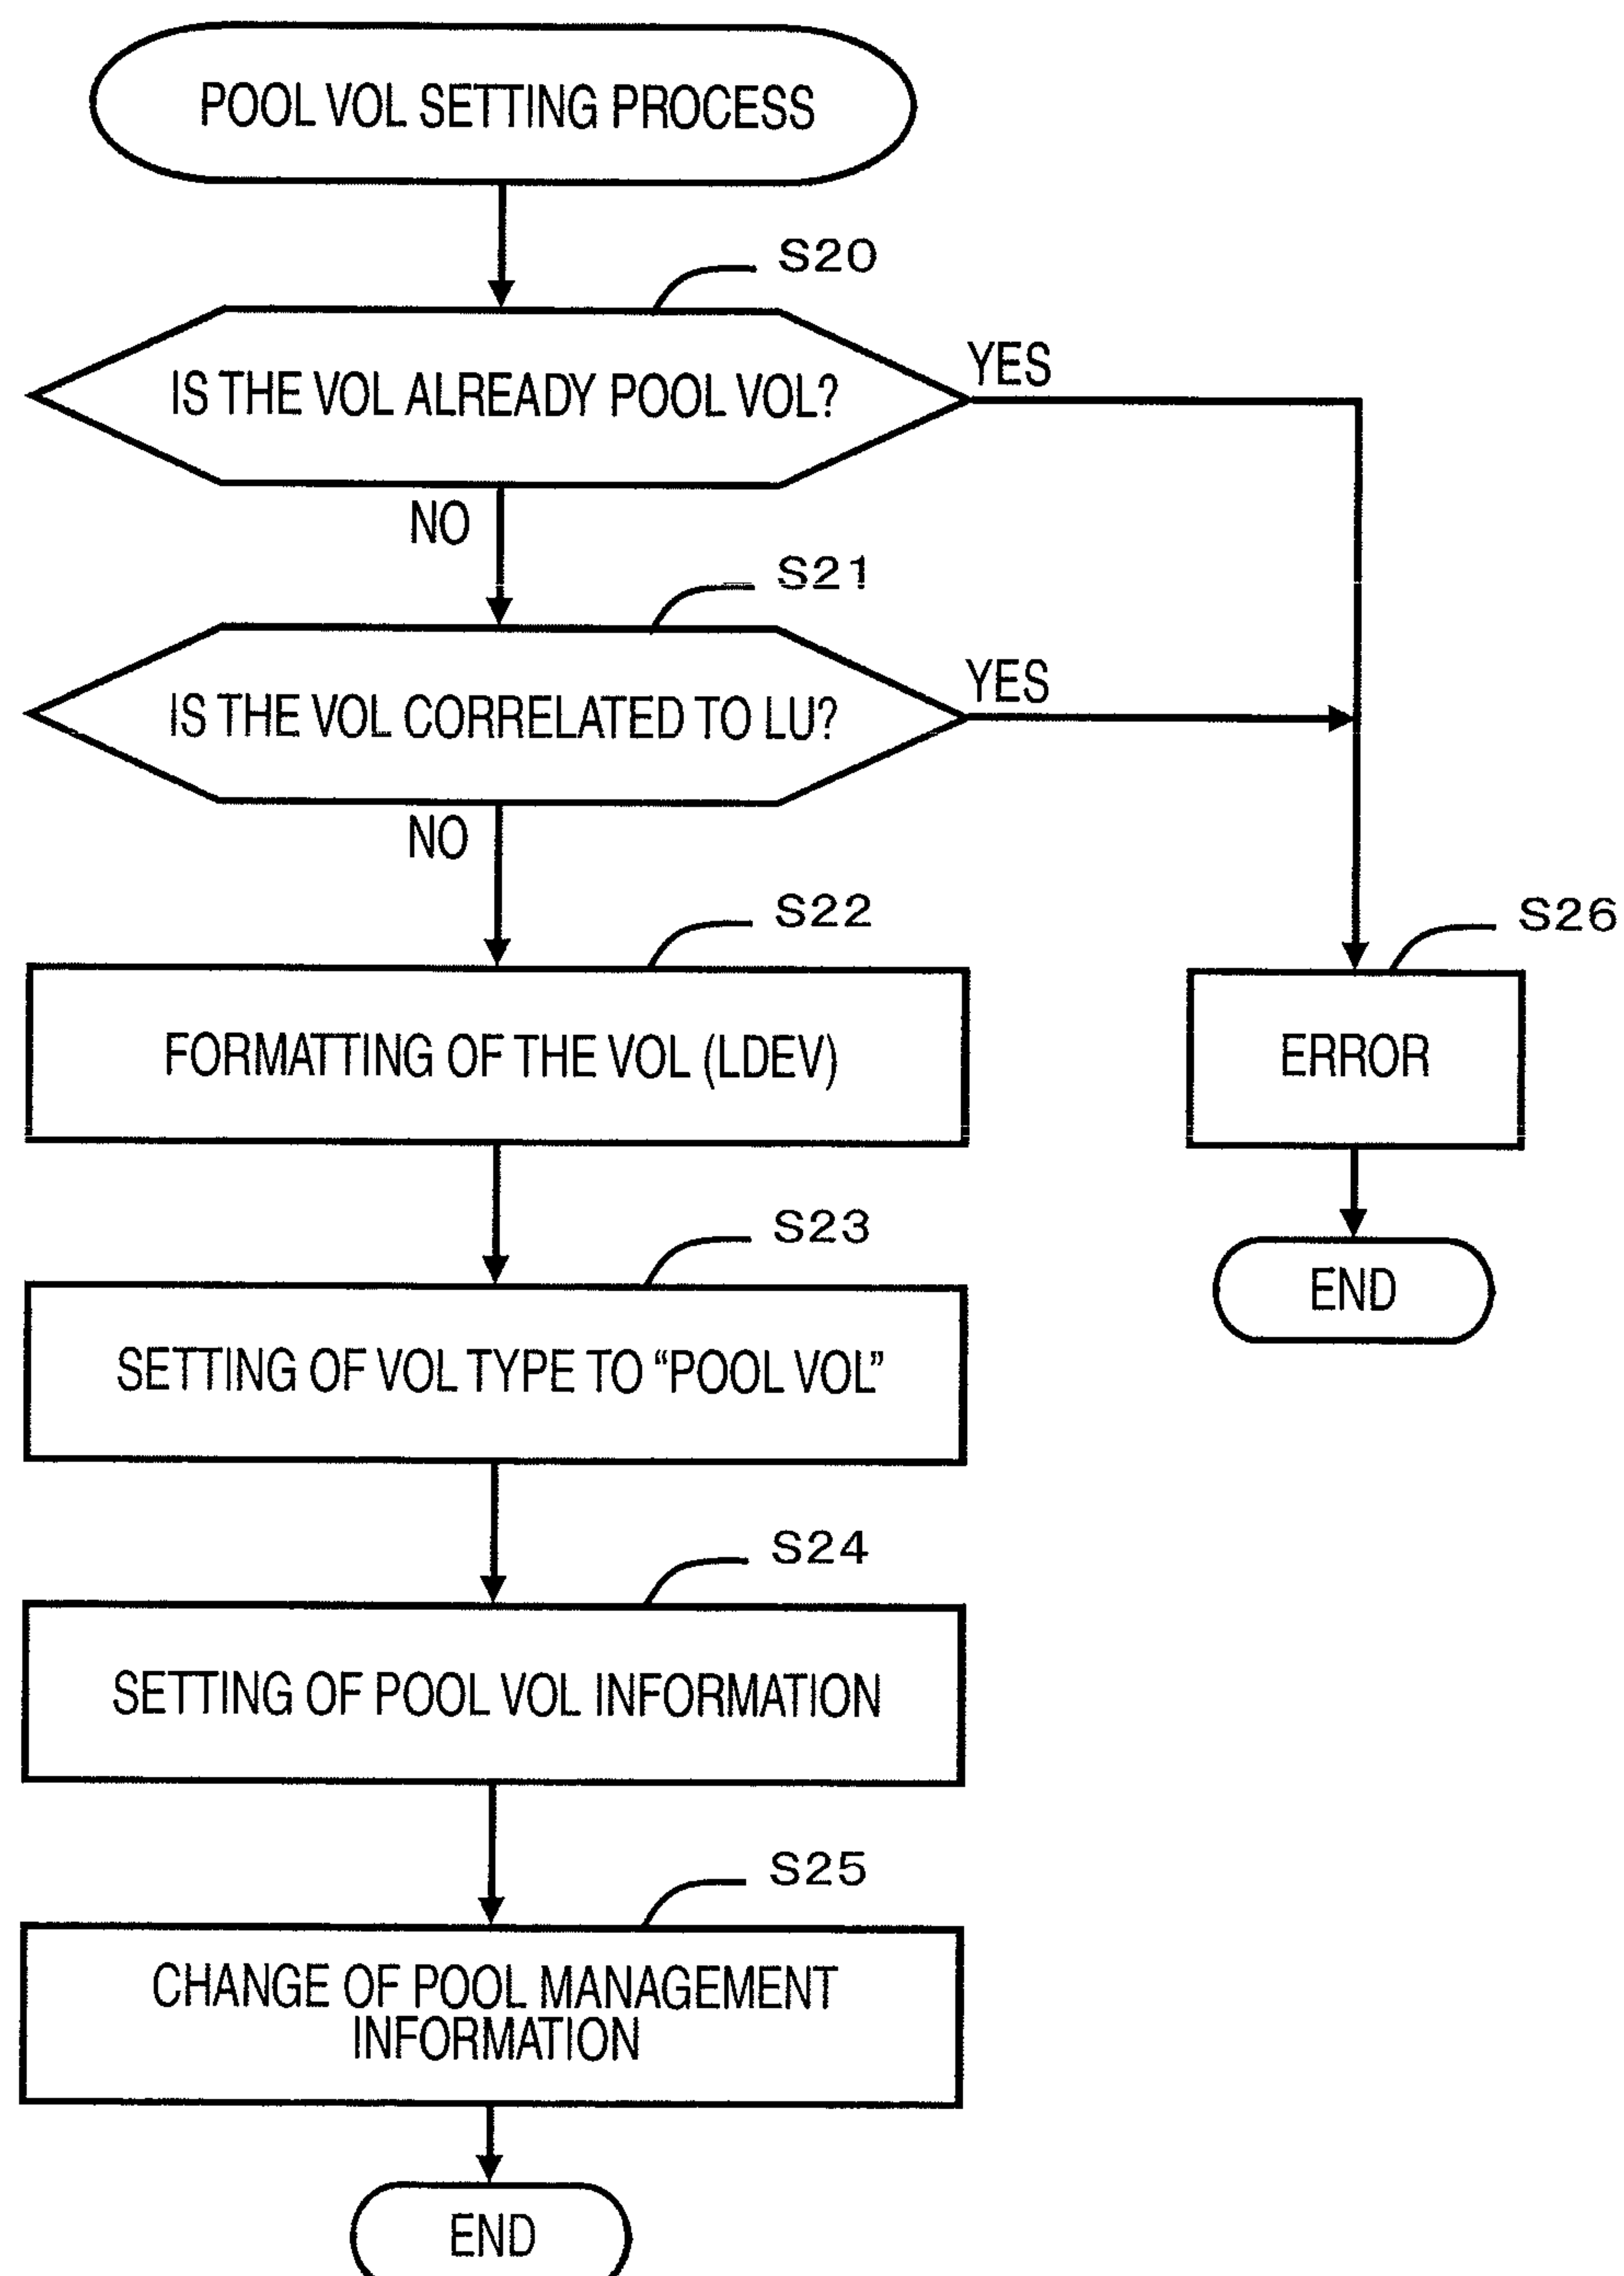 POOL VOL SETTING PROCESS
S20
IS THE VOL ALREADY POOL VOL?
YES
NO
S21
IS THE VOL CORRELATED TO LU?
YES
NO
S22
FORMATTING OF THE VOL (LDEV)
S26
ERROR
END
S23
SETTING OF VOL TYPE TO “POOL VOL”
S24
SETTING OF POOL VOL INFORMATION
S25
CHANGE OF POOL MANAGEMENT
INFORMATION
END